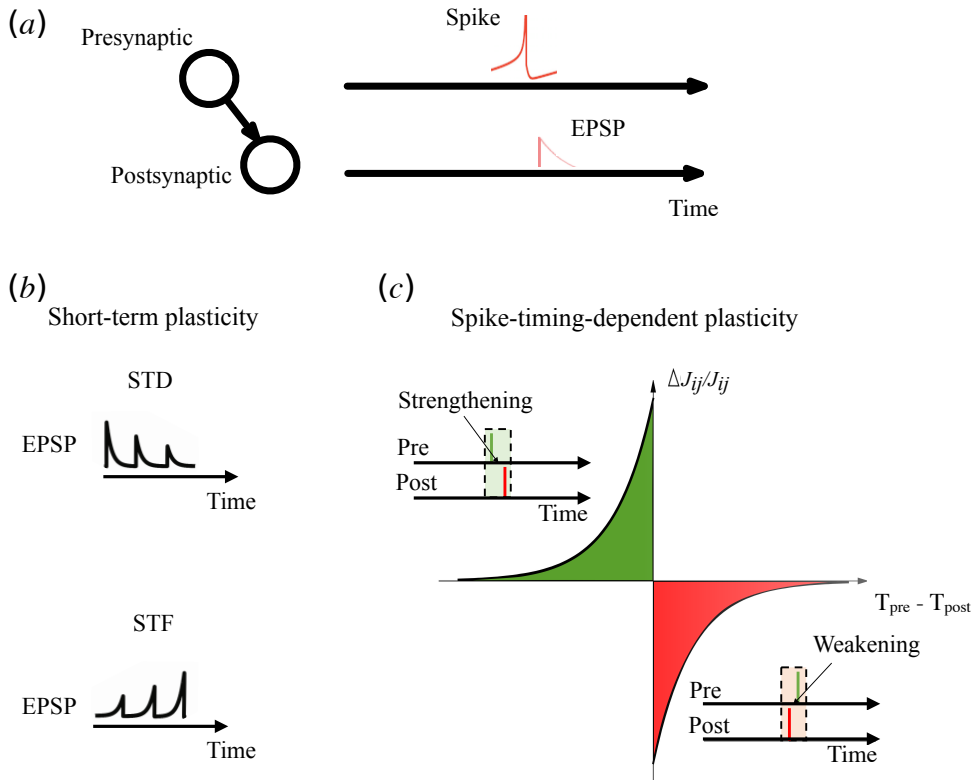 (a)
Presynaptic
Spike
EPSP
Postsynaptic
Time
(b)
Short-term plasticity
STD
EPSP
Time
STF
EPSP
Time
(c)
Spike-timing-dependent plasticity
ΔJij/Jij
Strengthening
Pre
Post
Time
Tpre - Tpost
Weakening
Pre
Post
Time